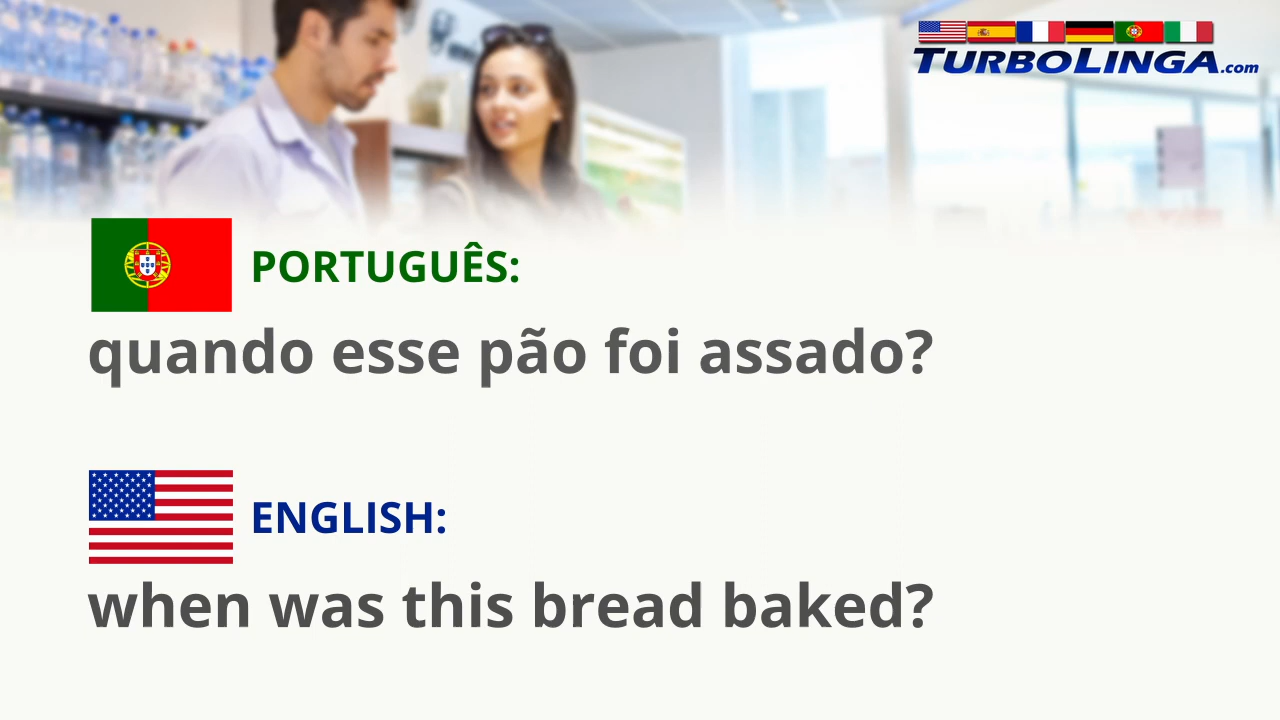 TURBOLINGA.com
PORTUGUÊS:
quando esse pão foi assado?
ENGLISH:
when was this bread baked?